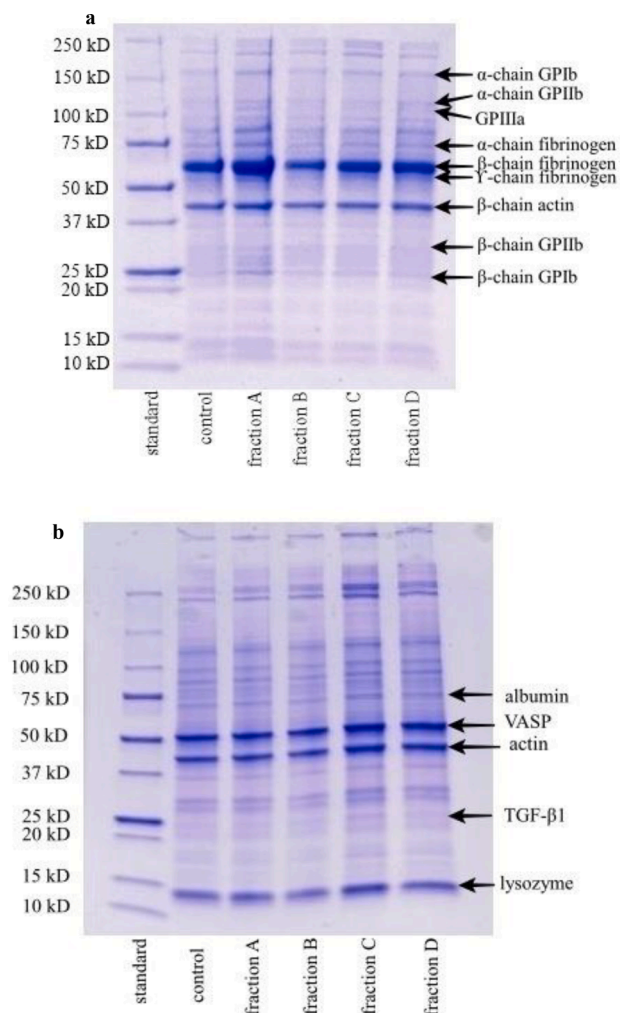 a
250 kD
150 kD
100 kD
75 kD
50 kD
37 kD
25 kD
20 kD
15 kD
10 kD
α-chain GPIb
α-chain GPIIb
GPIIIa
α-chain fibrinogen
β-chain fibrinogen
ϒ-chain fibrinogen
β-chain actin
β-chain GPIIb
β-chain GPIb
standard
control
fraction A
fraction B
fraction C
fraction D
b
250 kD
150 kD
100 kD
75 kD
50 kD
37 kD
25 kD
20 kD
15 kD
10 kD
albumin
VASP
actin
TGF-β1
lysozyme
standard
control
fraction A
fraction B
fraction C
fraction D